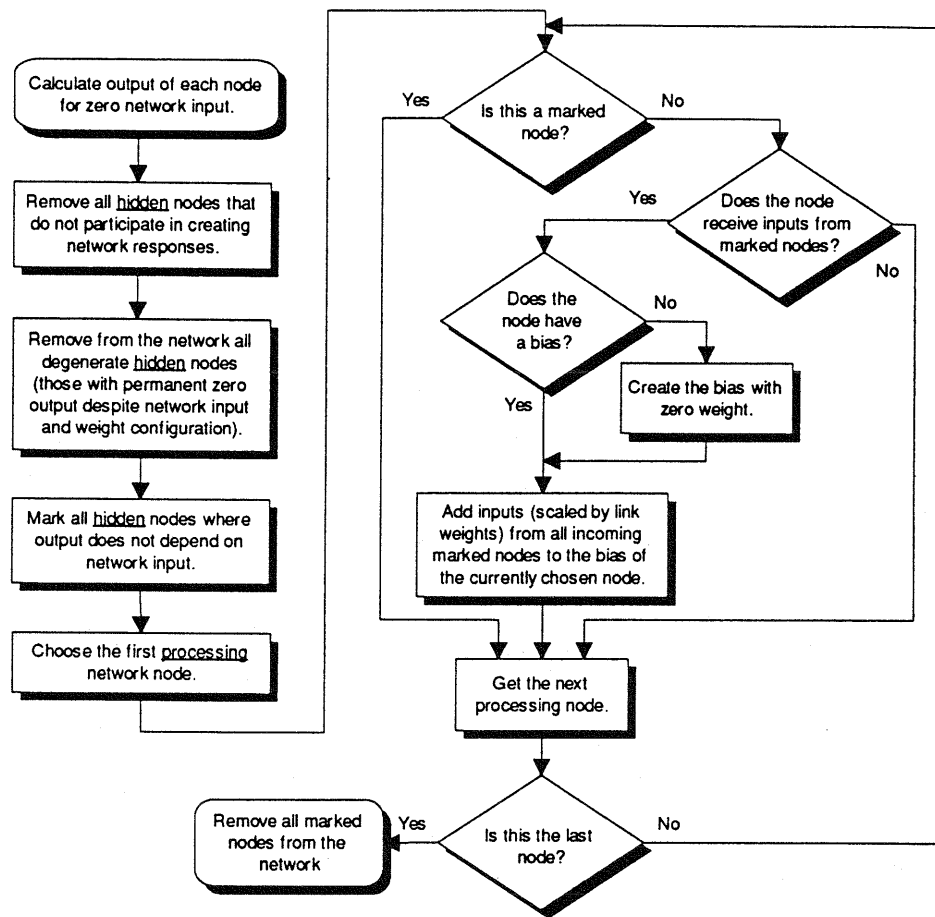 Calculate output of each node
for zero network input.
Remove all hidden nodes that
do not participate in creating
network responses.
Remove from the network all
degenerate hidden nodes
(those with permanent zero
output despite network input
and weight configuration).
Mark all hidden nodes where
output does not depend on
network input.
Choose the first processing
network node.
Is this a marked
node?
Yes
No
Does the node
receive inputs from
marked nodes?
Yes
No
Does the
node have
a bias?
No
Yes
Create the bias with
zero weight.
Add inputs (scaled by link
weights) from all incoming
marked nodes to the bias of
the currently chosen node.
Get the next
processing node.
Is this the last
node?
Yes
No
Remove all marked
nodes from the
network